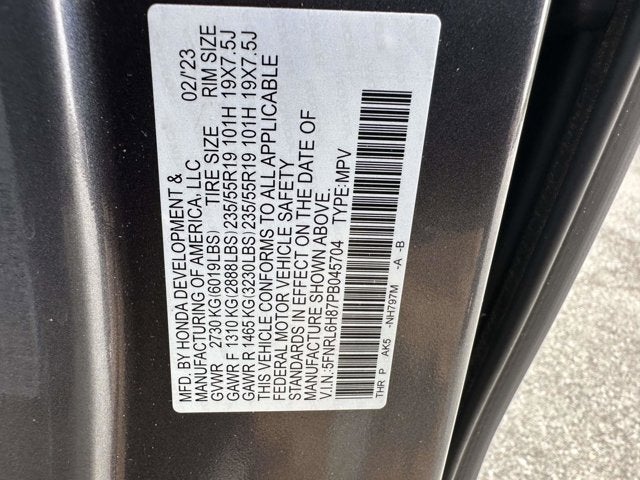 MFD. BY HONDA DEVELOPMENT &
MANUFACTURING OF AMERICA, LLC 02/'23
GVWR 2730 KG(6019LBS) TIRE SIZE RIM SIZE
GAWR F 1310 KG(2888LBS)235/55R19 101H 19X7.5J
GAWR R 1465KG(3230LBS)235/55R19 101H 19X7.5J
THIS VEHICLE CONFORMS TO ALL APPLICABLE
FEDERAL MOTOR VEHICLE SAFETY
STANDARDS IN EFFECT ON THE DATE OF
MANUFACTURE SHOWN ABOVE.
V.I.N.:5FNRL6H87PB045704 TYPE:MPV
THR P AK5 -NH797M -A -B